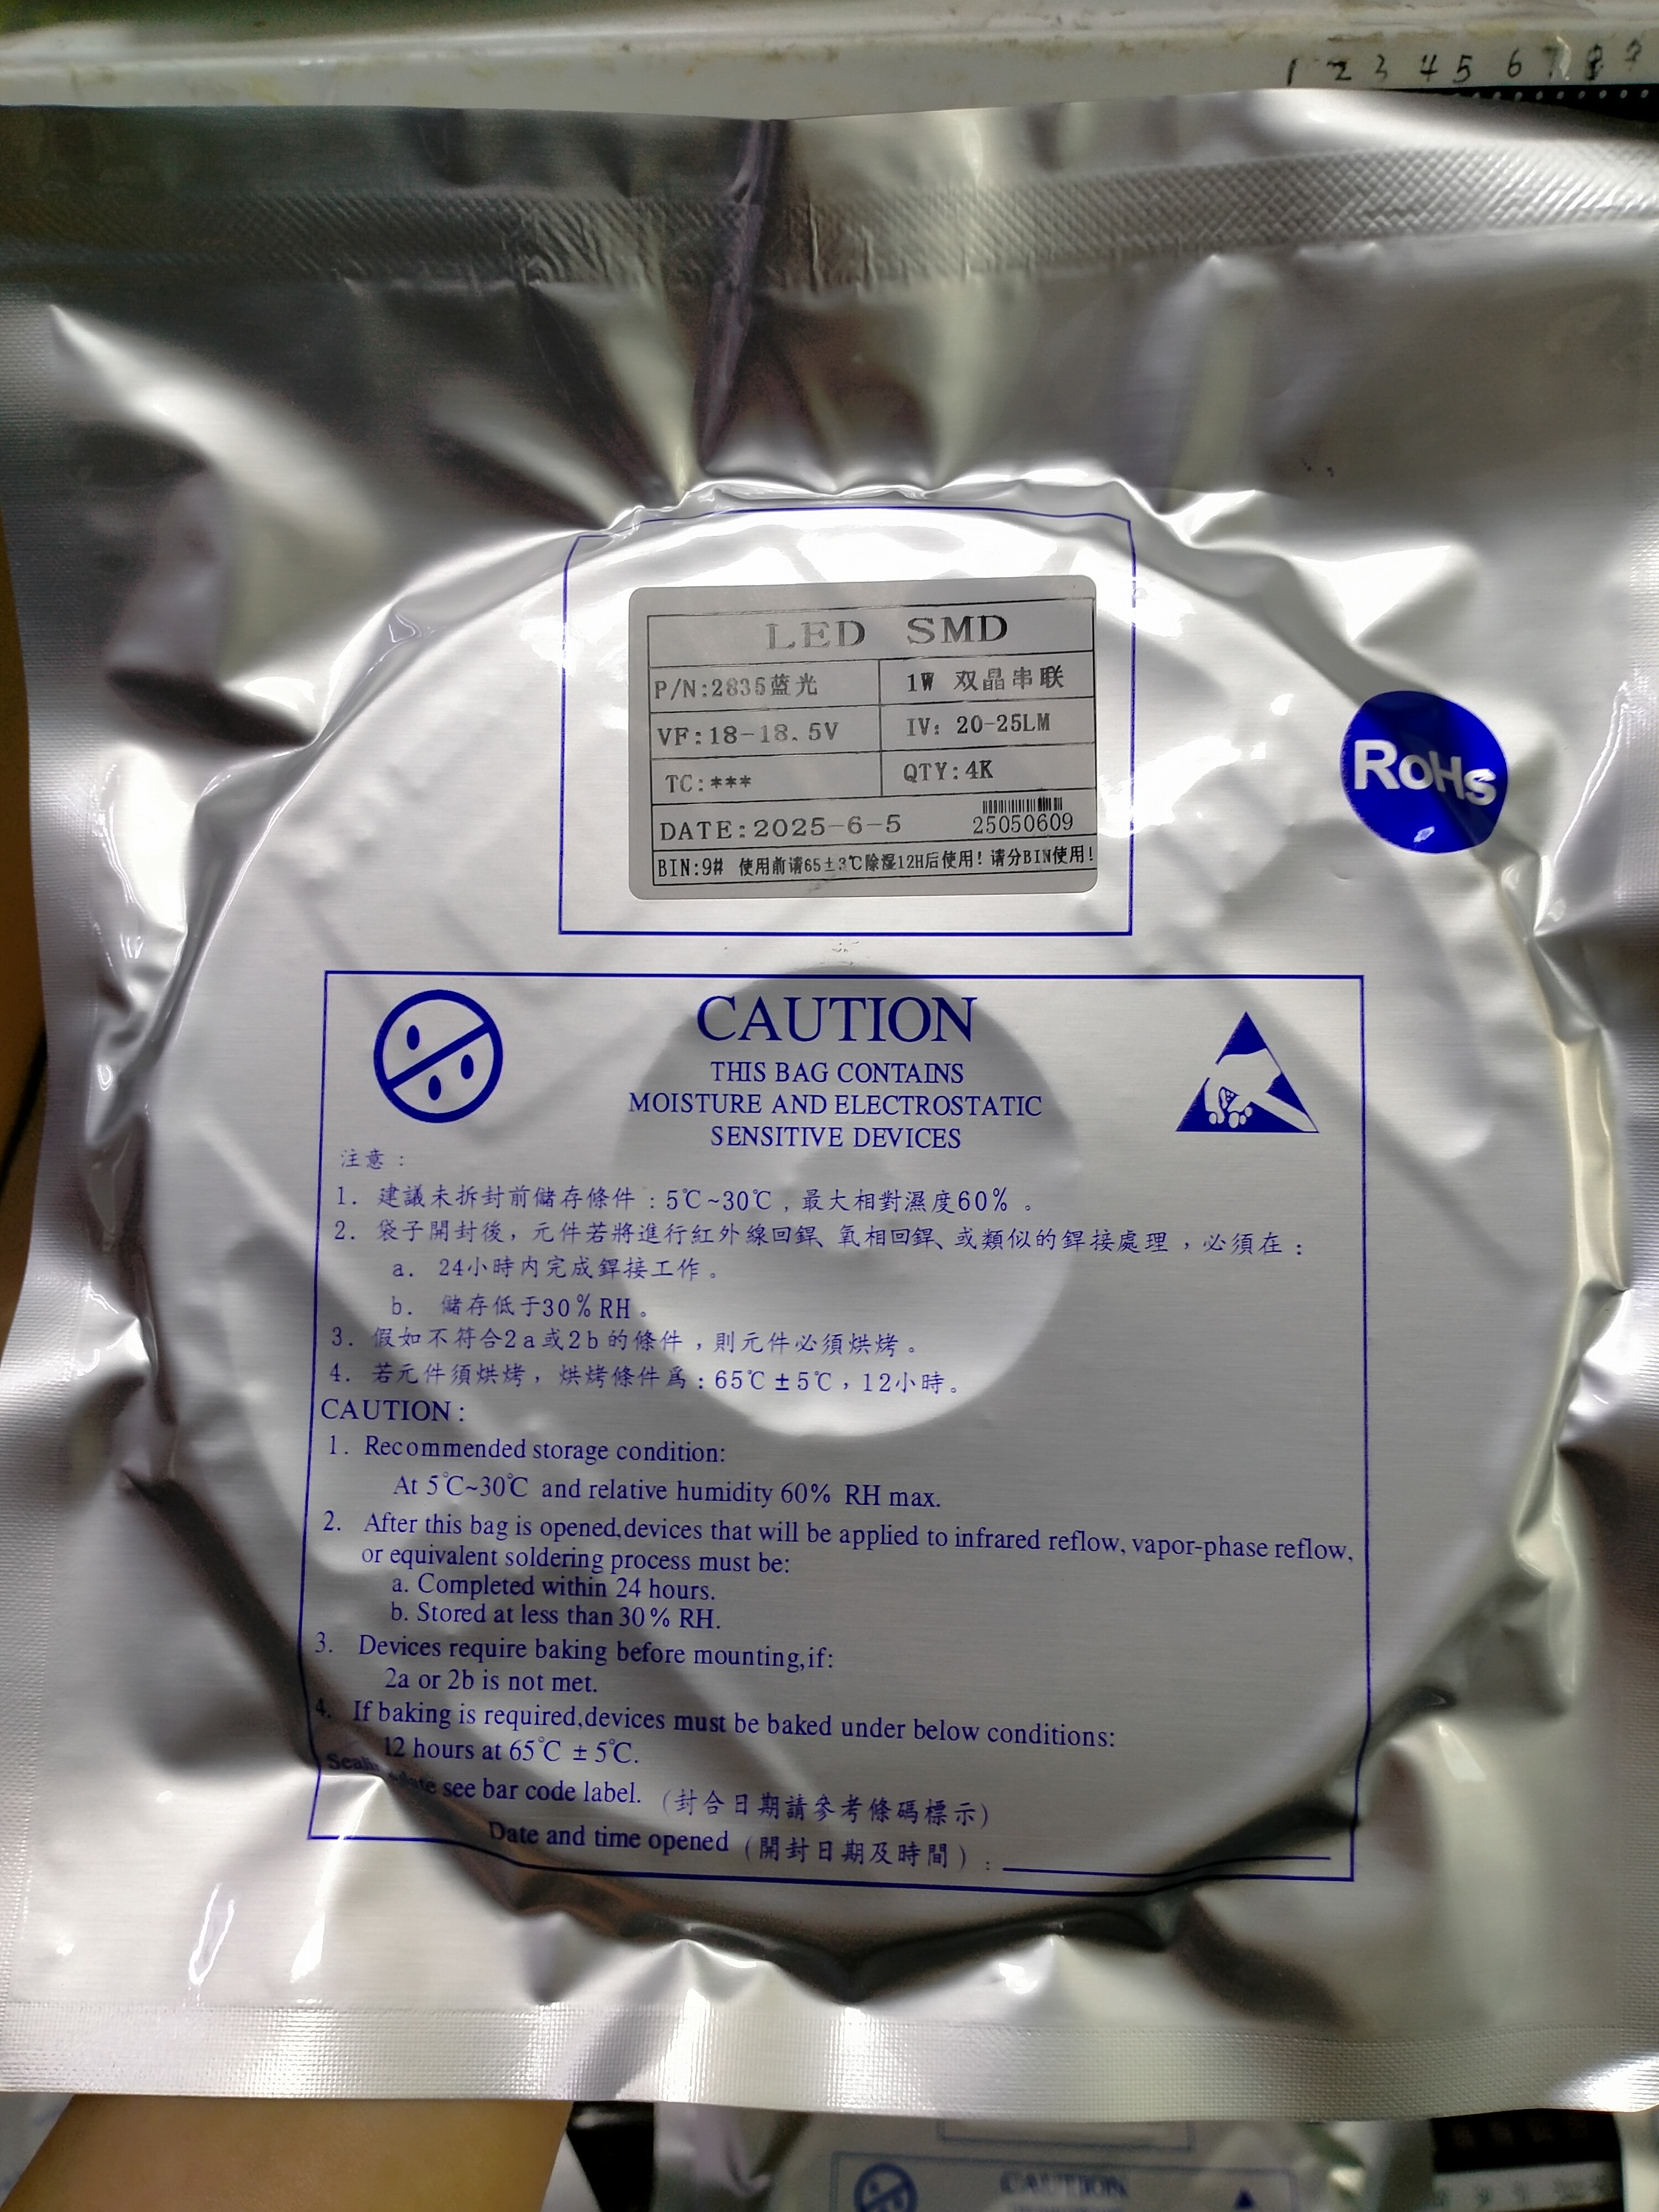 1 2 3 4 5 6 7 8 9
LED SMD
P/N:2835蓝光 1W 双晶串联
VF:18-18.5V IV: 20-25LM
TC:*** QTY:4K
DATE:2025-6-5 25050609
BIN:9# 使用前请65±3℃除湿12H后使用! 请分BIN使用!
RoHs
CAUTION
THIS BAG CONTAINS
MOISTURE AND ELECTROSTATIC
SENSITIVE DEVICES
注意:
1. 建議未拆封前儲存條件:5℃~30℃,最大相對濕度60%。
2. 袋子開封後,元件若將進行紅外線回銲、氧相回銲、或類似的銲接處理,必須在:
a. 24小時内完成銲接工作。
b. 儲存低于30%RH。
3. 假如不符合2a或2b的條件,則元件必須烘烤。
4. 若元件須烘烤,烘烤條件爲:65℃±5℃,12小時。
CAUTION:
1. Recommended storage condition:
At 5℃~30℃ and relative humidity 60% RH max.
2. After this bag is opened,devices that will be applied to infrared reflow, vapor-phase reflow,
or equivalent soldering process must be:
a. Completed within 24 hours.
b. Stored at less than 30% RH.
3. Devices require baking before mounting,if:
2a or 2b is not met.
4. If baking is required,devices must be baked under below conditions:
12 hours at 65℃ ±5℃.
date see bar code label. (封合日期請參考條碼標示)
Date and time opened (開封日期及時間):
CAUTION